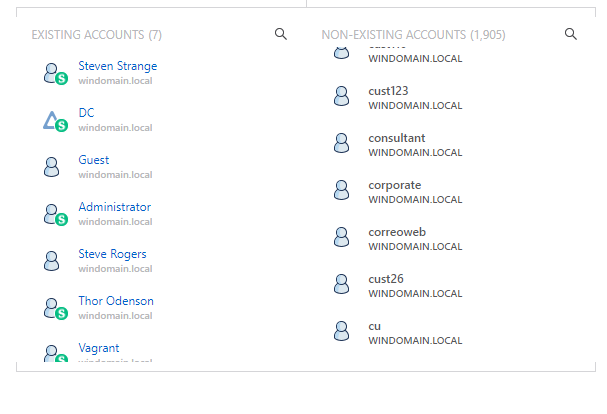 EXISTING ACCOUNTS (7)
Steven Strange
windomain.local
DC
windomain.local
Guest
windomain.local
Administrator
windomain.local
Steve Rogers
windomain.local
Thor Odenson
windomain.local
Vagrant
windomain.local
NON-EXISTING ACCOUNTS (1,905)
WINDOMAIN.LOCAL
cust123
WINDOMAIN.LOCAL
consultant
WINDOMAIN.LOCAL
corporate
WINDOMAIN.LOCAL
correoweb
WINDOMAIN.LOCAL
cust26
WINDOMAIN.LOCAL
cu
WINDOMAIN.LOCAL